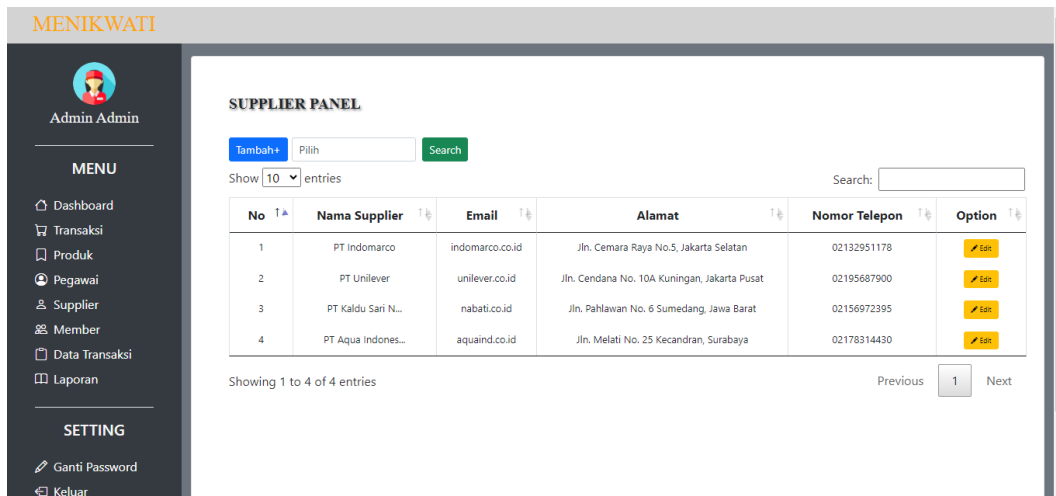 MENIKWATI
Admin Admin
MENU
Dashboard
Transaksi
Produk
Pegawai
Supplier
Member
Data Transaksi
Laporan
SETTING
Ganti Password
Keluar
SUPPLIER PANEL
Tambah+ Pilih Search
Show 10 entries Search:
No Nama Supplier Email Alamat Nomor Telepon Option
1 PT Indomarco indomarco.co.id Jln. Cemara Raya No.5, Jakarta Selatan 02132951178 Edit
2 PT Unilever unilever.co.id Jln. Cendana No. 10A Kuningan, Jakarta Pusat 02195687900 Edit
3 PT Kaldu Sari N... nabati.co.id Jln. Pahlawan No. 6 Sumedang, Jawa Barat 02156972395 Edit
4 PT Aqua Indones... aquaind.co.id Jln. Melati No. 25 Kecandran, Surabaya 02178314430 Edit
Showing 1 to 4 of 4 entries Previous 1 Next